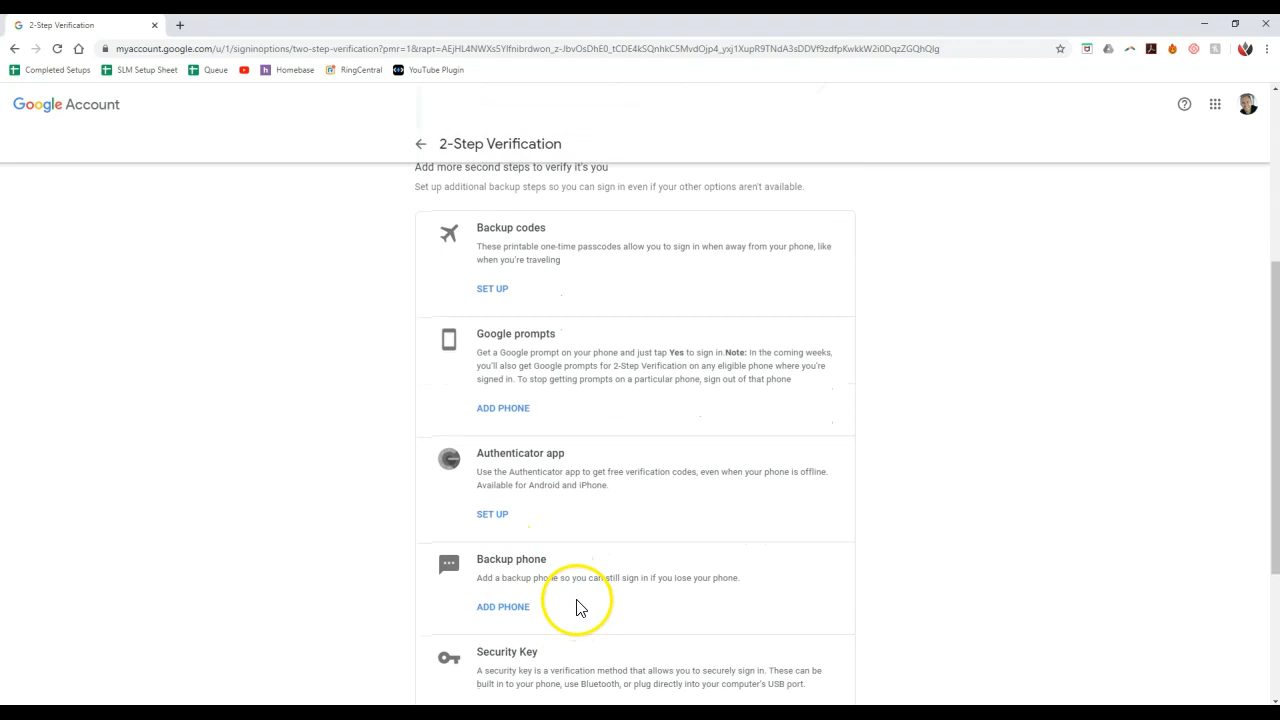 2-Step Verification
myaccount.google.com/u/1/signinoptions/two-step-verification?pmr=1&rapt=AEjHL4NWXs5YIfnibrdwon_z-JbvOsDhE0_tCDE4kSQnhkC5MvdOjp4_yxj1XupR9TNdA3sDDVf9zdfpKwkkW2i0DqzZGQhQlg
Completed Setups
SLM Setup Sheet
Queue
Homebase
RingCentral
YouTube Plugin
Google Account
2-Step Verification
Add more second steps to verify it's you
Set up additional backup steps so you can sign in even if your other options aren't available.
Backup codes
These printable one-time passcodes allow you to sign in when away from your phone, like
when you're traveling
SET UP
Google prompts
Get a Google prompt on your phone and just tap Yes to sign in.Note: In the coming weeks,
you'll also get Google prompts for 2-Step Verification on any eligible phone where you're
signed in. To stop getting prompts on a particular phone, sign out of that phone
ADD PHONE
Authenticator app
Use the Authenticator app to get free verification codes, even when your phone is offline.
Available for Android and iPhone.
SET UP
Backup phone
Add a backup phone so you can still sign in if you lose your phone.
ADD PHONE
Security Key
A security key is a verification method that allows you to securely sign in. These can be
built in to your phone, use Bluetooth, or plug directly into your computer's USB port.